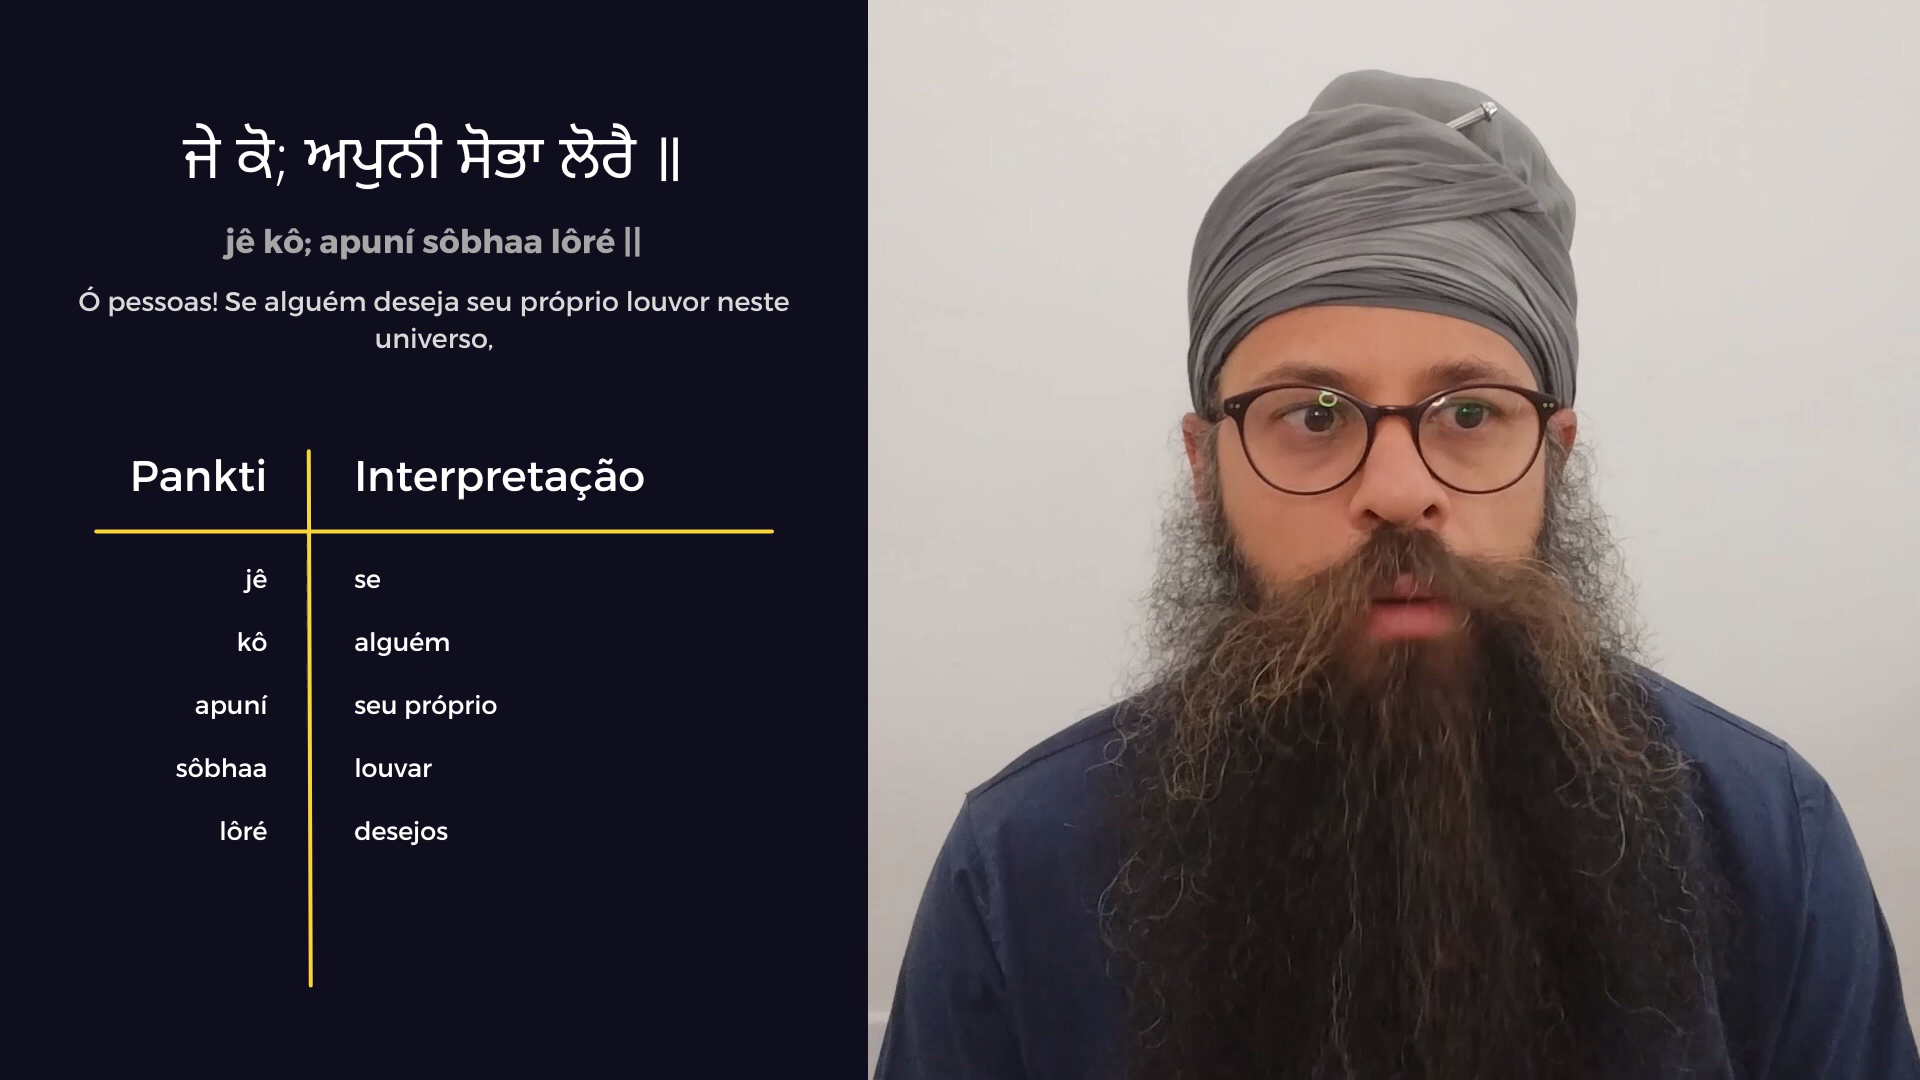 ਜੇ ਕੋ; ਅਪੁਨੀ ਸੋਭਾ ਲੋਰੈ ॥
jê kô; apuní sôbhaa lôré ||
Ó pessoas! Se alguém deseja seu próprio louvor neste
universo,
Pankti Interpretação
jê se
kô alguém
apuní seu próprio
sôbhaa louvar
lôré desejos